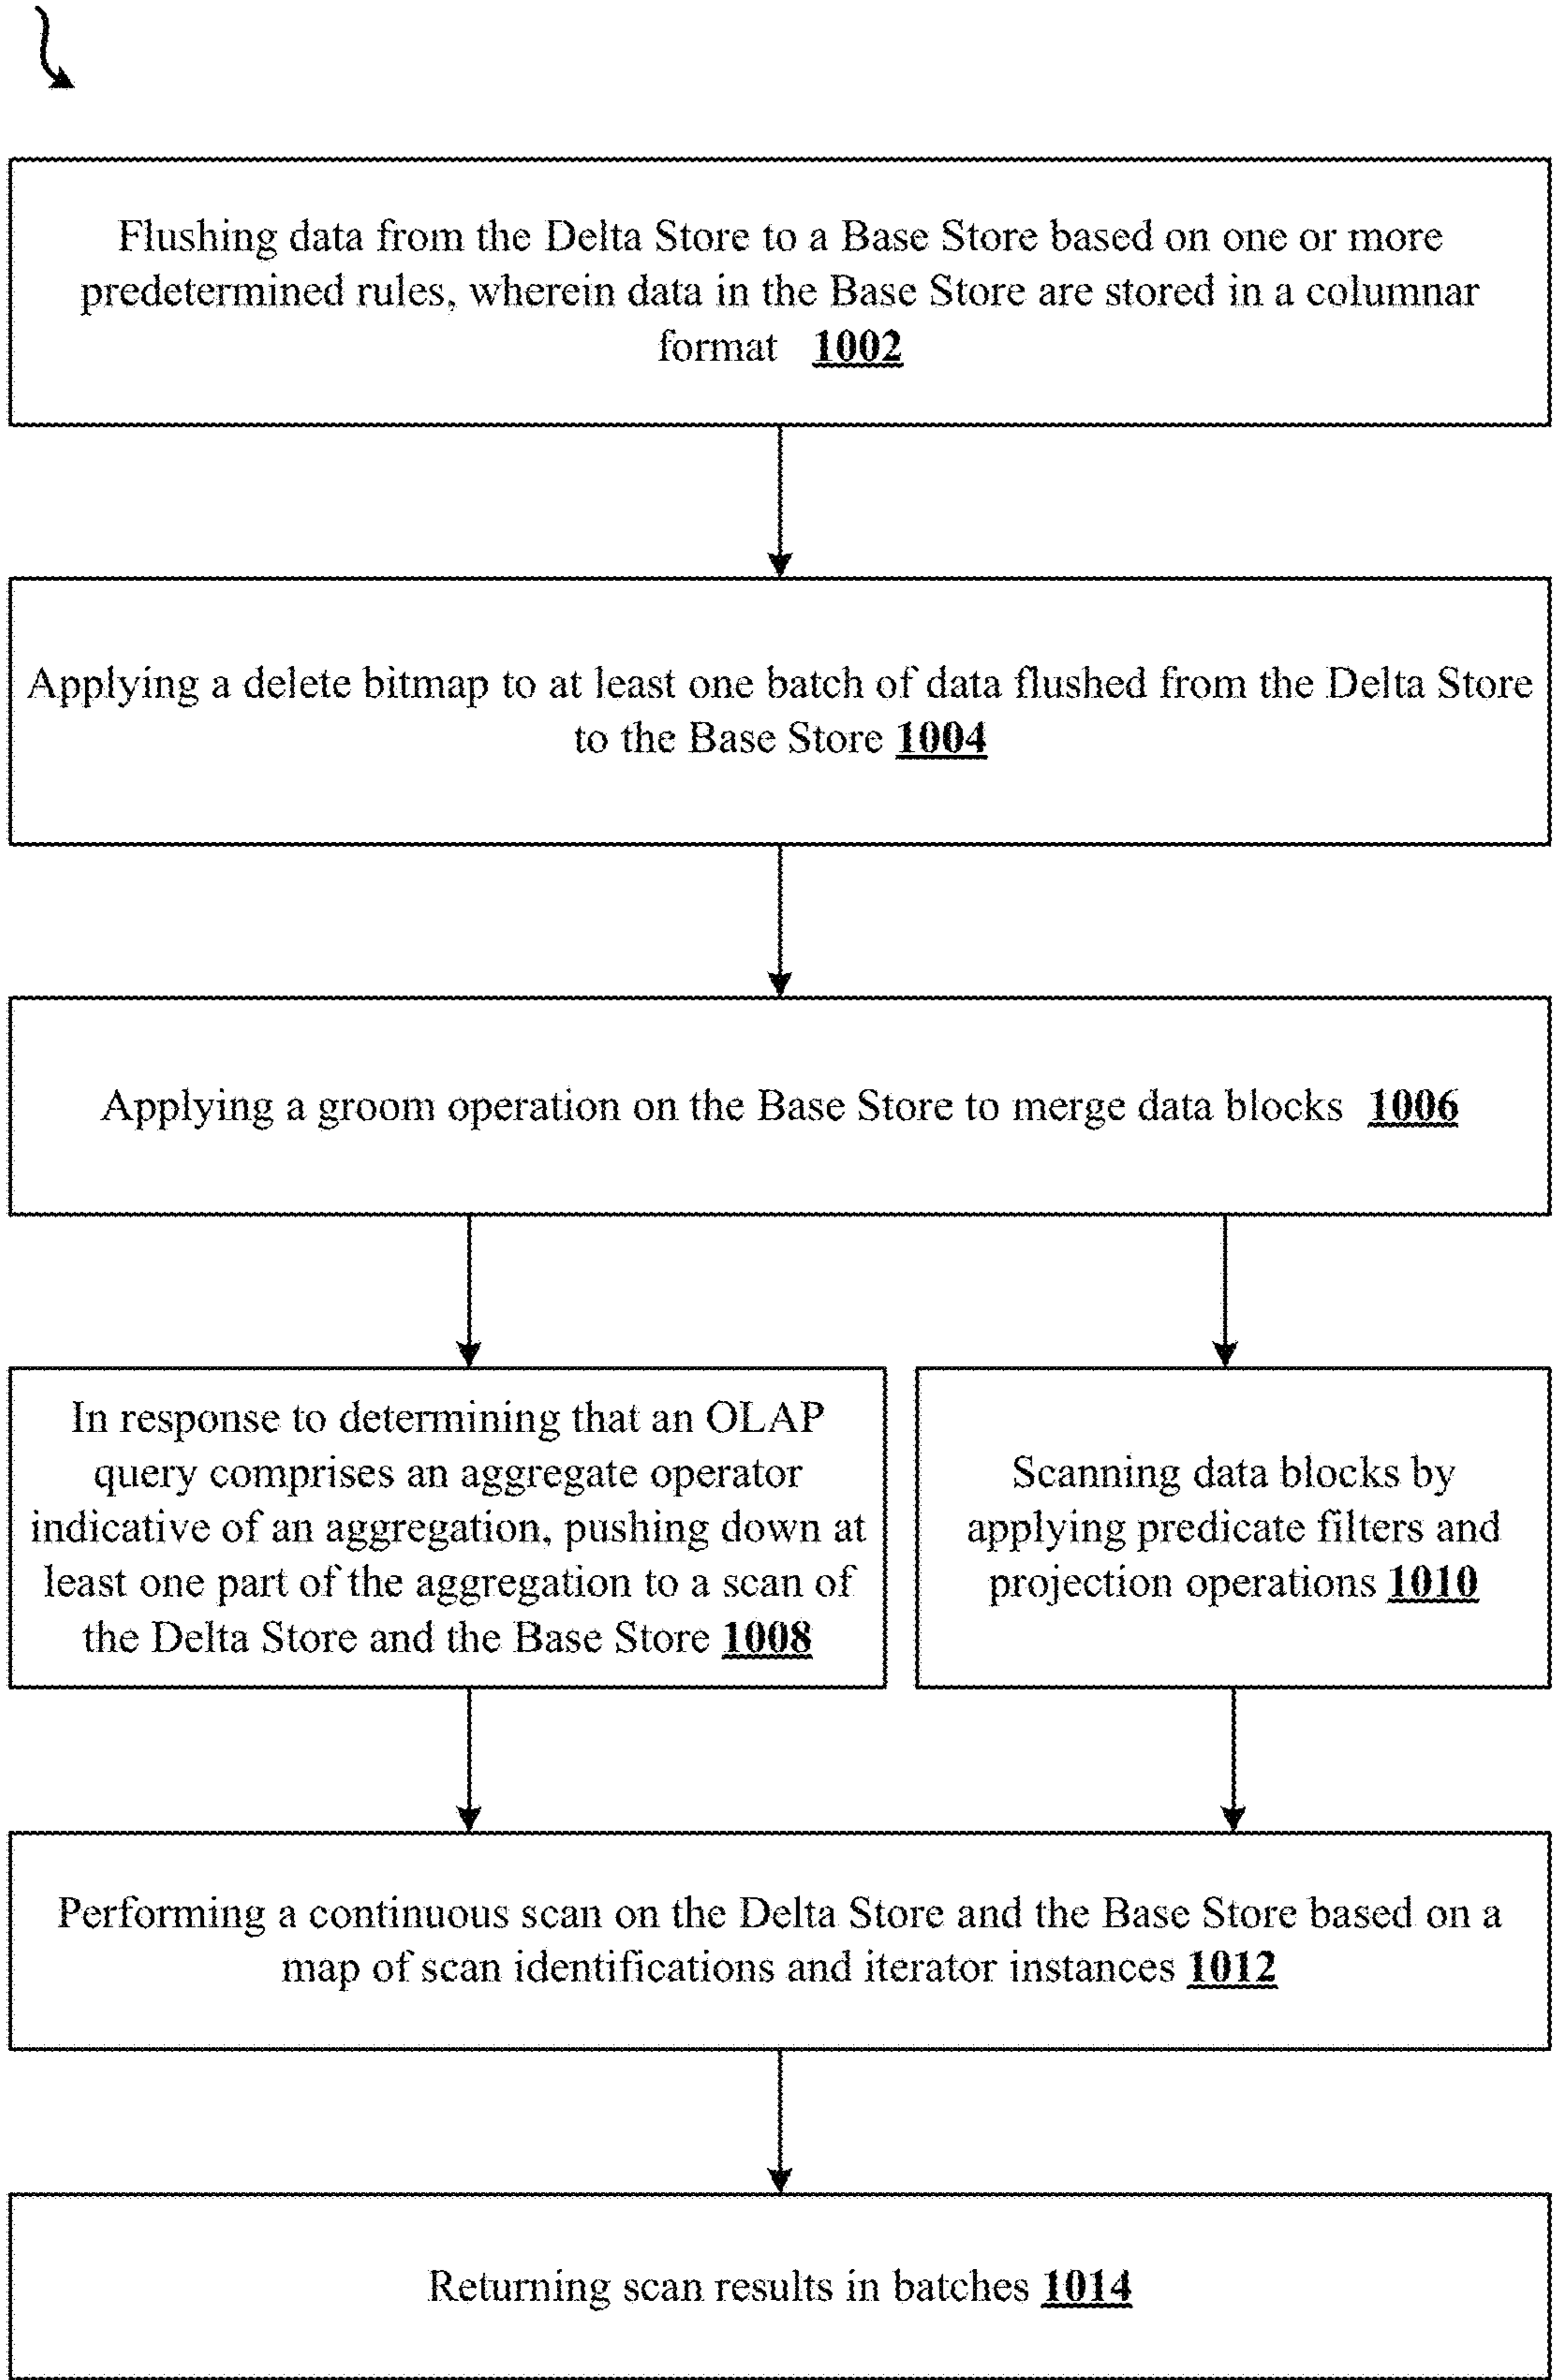 Flushing data from the Delta Store to a Base Store based on one or more
predetermined rules, wherein data in the Base Store are stored in a columnar
format 1002
Applying a delete bitmap to at least one batch of data flushed from the Delta Store
to the Base Store 1004
Applying a groom operation on the Base Store to merge data blocks 1006
In response to determining that an OLAP
query comprises an aggregate operator
indicative of an aggregation, pushing down at
least one part of the aggregation to a scan of
the Delta Store and the Base Store 1008
Scanning data blocks by
applying predicate filters and
projection operations 1010
Performing a continuous scan on the Delta Store and the Base Store based on a
map of scan identifications and iterator instances 1012
Returning scan results in batches 1014